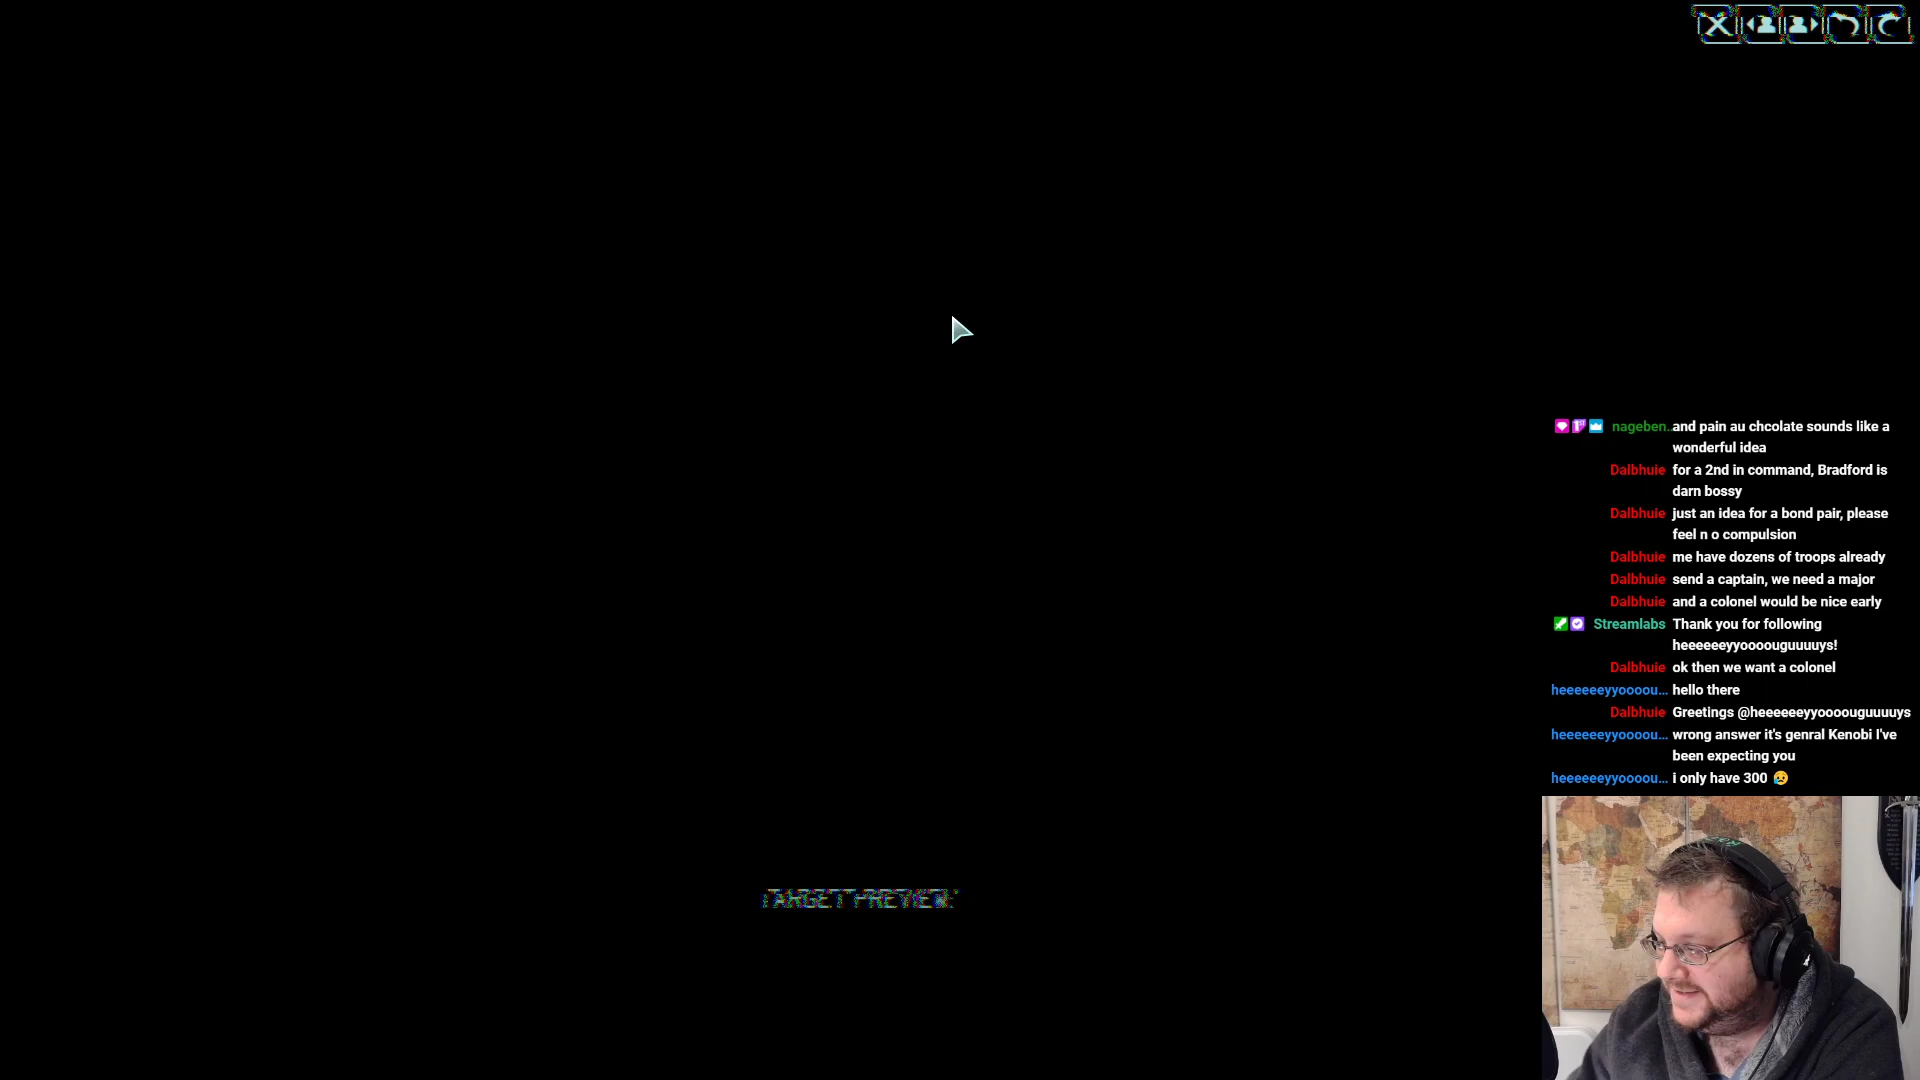 nageben..and pain au chcolate sounds like a
wonderful idea
Dalbhuie for a 2nd in command, Bradford is
darn bossy
Dalbhuie just an idea for a bond pair, please
feel n o compulsion
Dalbhuie me have dozens of troops already
Dalbhuie send a captain, we need a major
Dalbhuie and a colonel would be nice early
Streamlabs Thank you for following
heeeeeeyyoooouguuuuys!
Dalbhuie ok then we want a colonel
heeeeeeyyoooou... hello there
Dalbhuie Greetings @heeeeeeyyoooouguuuuys
heeeeeeyyoooou... wrong answer it's genral Kenobi I've
been expecting you
heeeeeeyyoooou... i only have 300 😥
TARGET PREVIEW